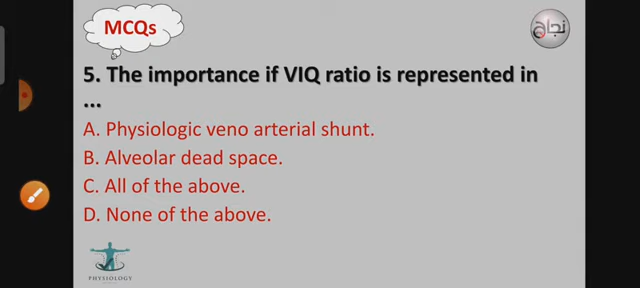 MCQs
نجاح
5. The importance if VIQ ratio is represented in
...
A. Physiologic veno arterial shunt.
B. Alveolar dead space.
C. All of the above.
D. None of the above.
PHYSIOLOGY